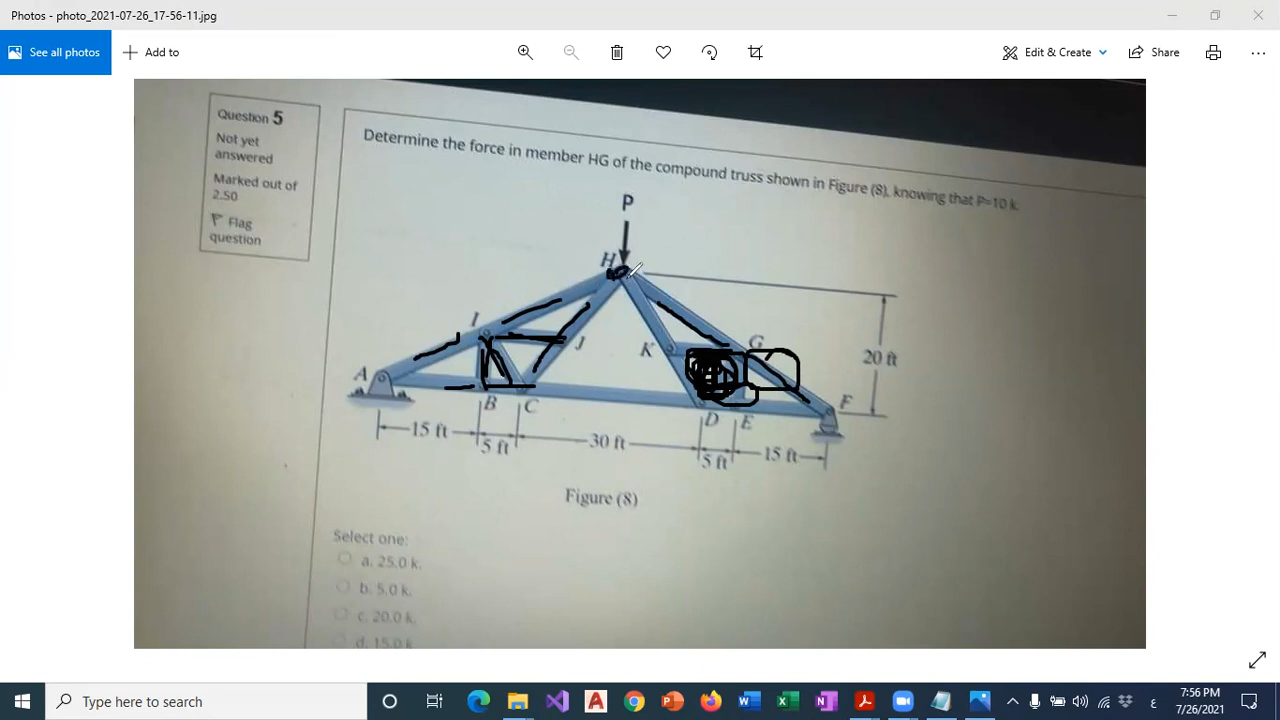 Photos - photo_2021-07-26_17-56-11.jpg
See all photos
Add to
Edit & Create
Share
Question 5
Not yet
answered
Marked out of
2.50
Flag
question
Determine the force in member HG of the compound truss shown in Figure (8), knowing that P=10 k.
P
H
I
J
K
G
20 ft
A
F
B
C
D
E
15 ft
5 ft
30 ft
5 ft
15 ft
Figure (8)
Select one:
a. 25.0 k.
b. 5.0 k.
c. 20.0 k.
d. 15.0 k.
Type here to search
ع
7:56 PM
7/26/2021